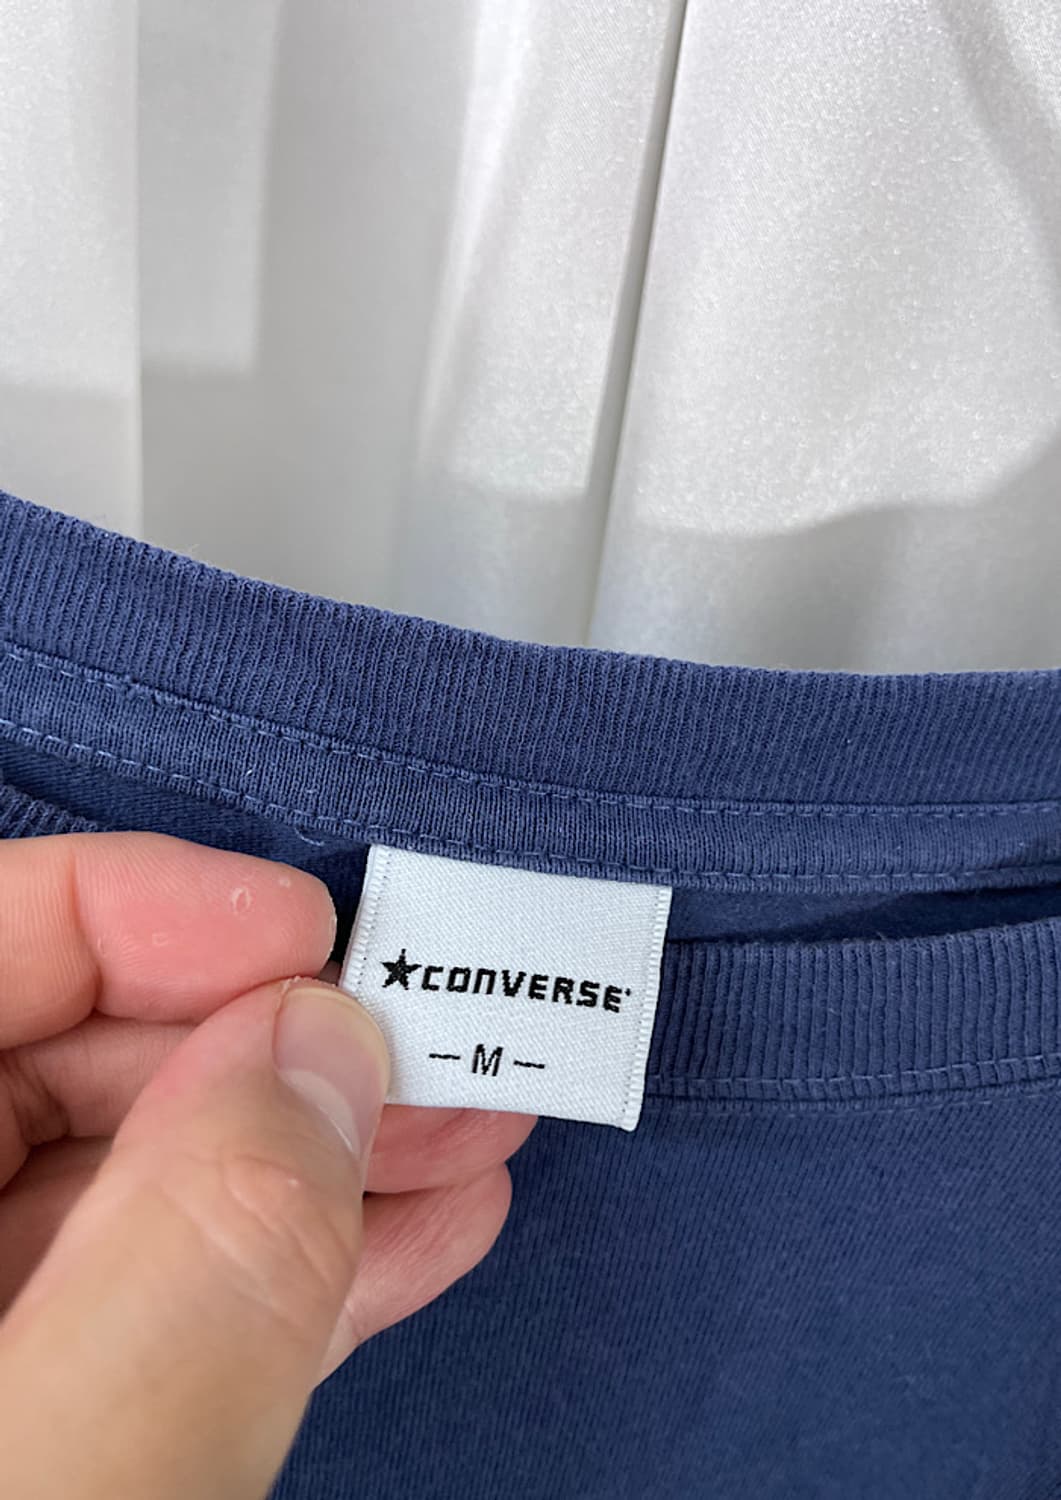 ★CONVERSE
— M —